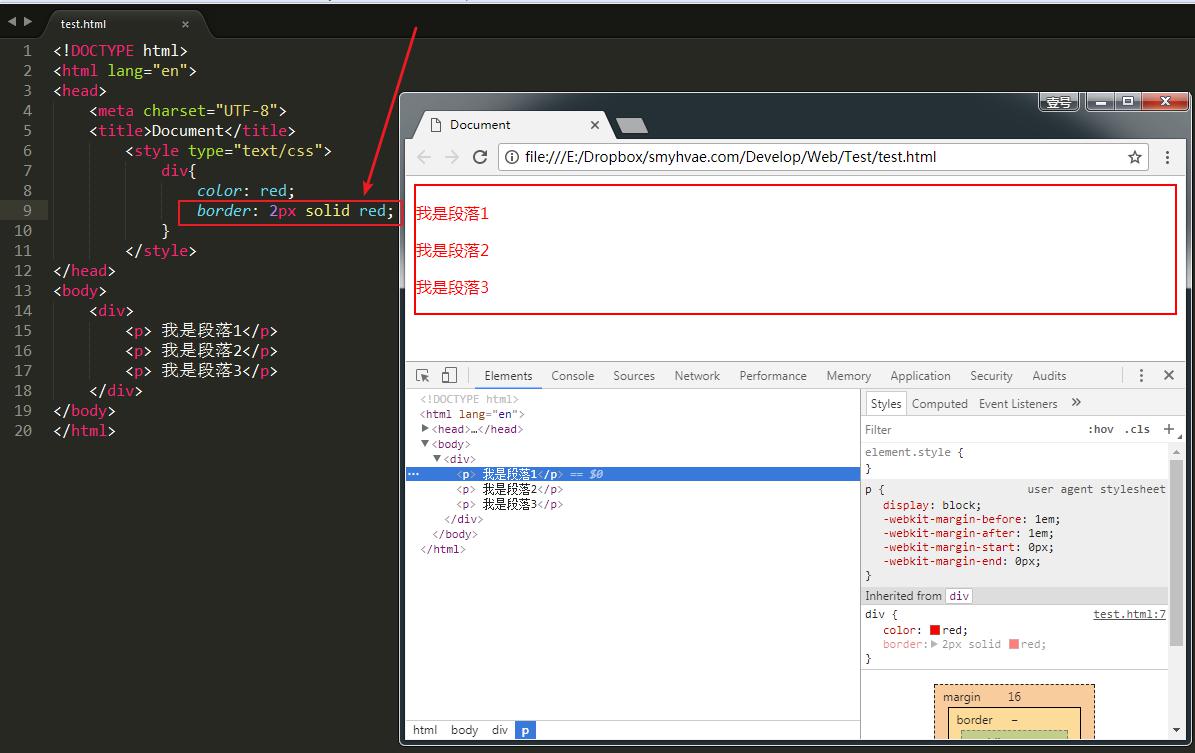 test.html
1 <!DOCTYPE html>
2 <html lang="en">
3 <head>
4 <meta charset="UTF-8">
5 <title>Document</title>
6 <style type="text/css">
7 div{
8 color: red;
9 border: 2px solid red;
10 }
11 </style>
12 </head>
13 <body>
14 <div>
15 <p> 我是段落1</p>
16 <p> 我是段落2</p>
17 <p> 我是段落3</p>
18 </div>
19 </body>
20 </html>
壹号
Document
file:///E:/Dropbox/smyhvae.com/Develop/Web/Test/test.html
我是段落1
我是段落2
我是段落3
Elements Console Sources Network Performance Memory Application Security Audits
<!DOCTYPE html>
<html lang="en">
<head>…</head>
<body>
<div>
<p> 我是段落1</p> == $0
<p> 我是段落2</p>
<p> 我是段落3</p>
</div>
</body>
</html>
html body div p
Styles Computed Event Listeners »
Filter :hov .cls +
element.style {
}
p { user agent stylesheet
display: block;
-webkit-margin-before: 1em;
-webkit-margin-after: 1em;
-webkit-margin-start: 0px;
-webkit-margin-end: 0px;
}
Inherited from div
div { test.html:7
color: red;
border: 2px solid red;
}
margin 16
border –